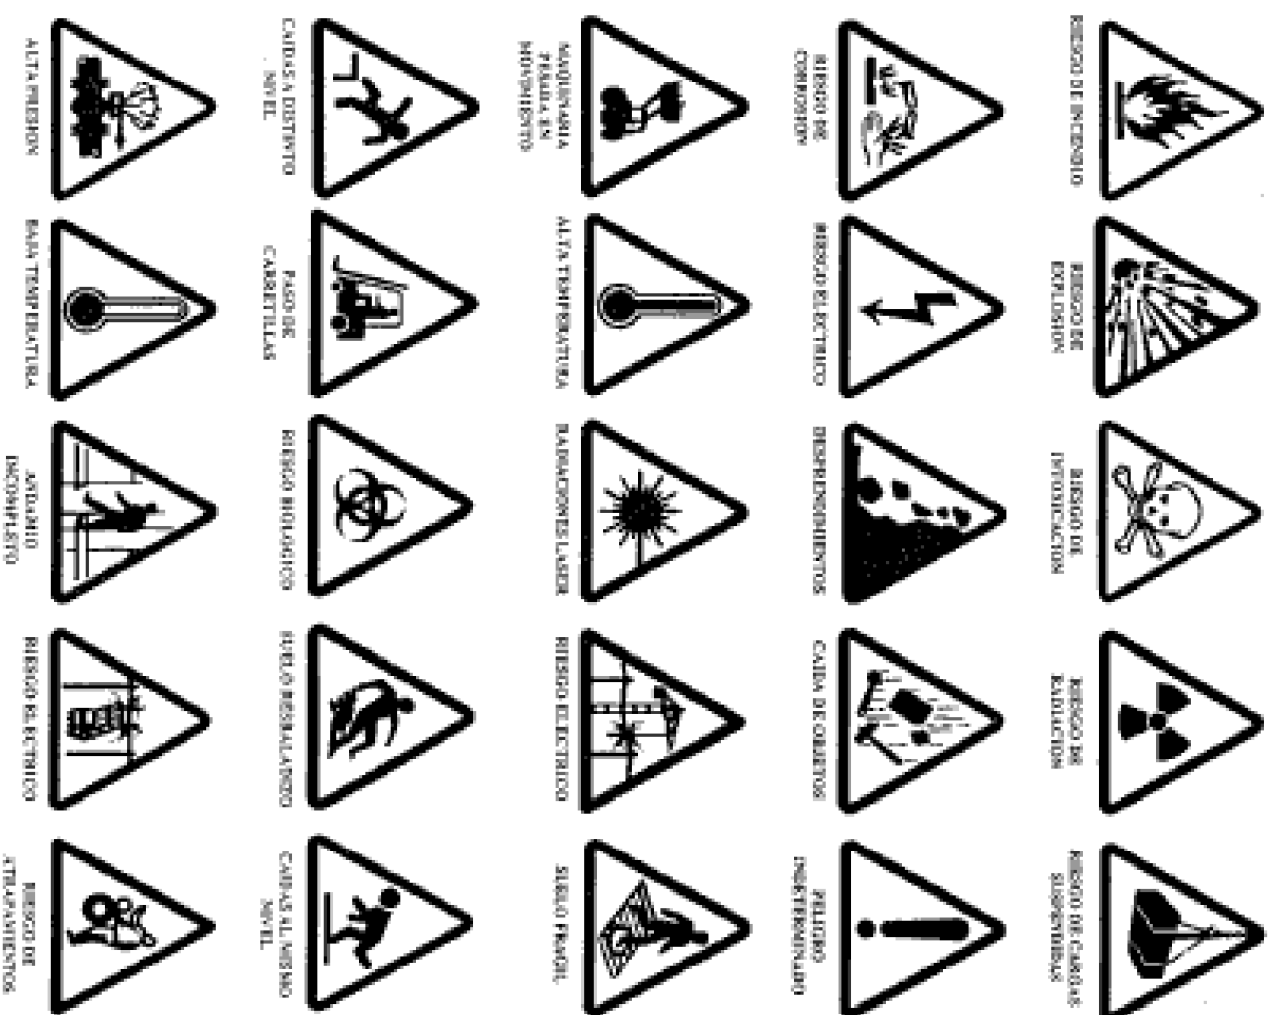 RIESGO DE INCENDIO
RIESGO DE
EXPLOSION
RIESGO DE
INTOXICACION
RIESGO DE
RADIACION
RIESGO DE CARGAS
SUSPENDIDAS
RIESGO DE
CORROSION
RIESGO ELECTRICO
DESPRENDIMIENTOS
CAIDA DE OBJETOS
PELIGRO
INDETERMINADO
MAQUINARIA
PESADA EN
MOVIMIENTO
ALTA TEMPERATURA
RADIACIONES LASER
RIESGO ELECTRICO
SUELO FRAGIL
CAIDAS A DISTINTO
NIVEL
PASO DE
CARRETILLAS
RIESGO BIOLOGICO
SUELO RESBALADIZO
CAIDAS AL MISMO
NIVEL
ALTA PRESION
BAJA TEMPERATURA
ANDAMIO
INCOMPLETO
RIESGO ELECTRICO
RIESGO DE
ATRAPAMIENTOS